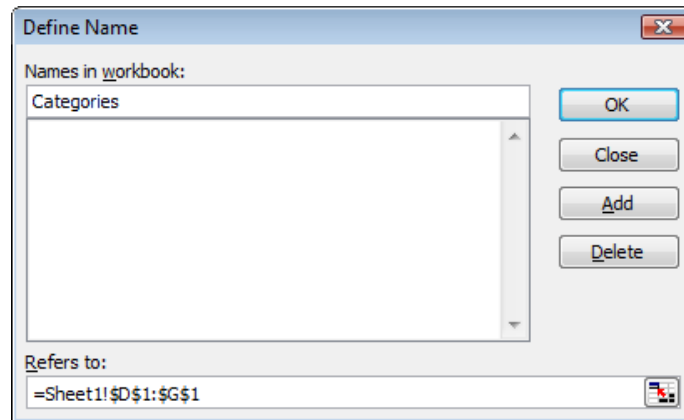 Define Name
Names in workbook:
Categories
OK
Close
Add
Delete
Refers to:
=Sheet1!$D$1:$G$1